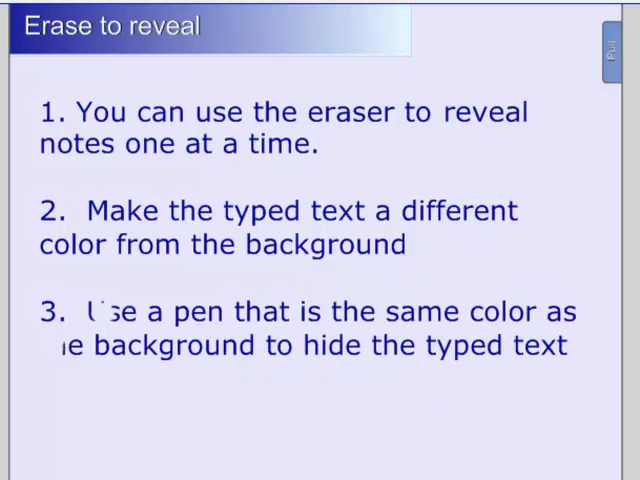 Erase to reveal
Pull
1. You can use the eraser to reveal
notes one at a time.
2. Make the typed text a different
color from the background
3. Use a pen that is the same color as
background to hide the typed text